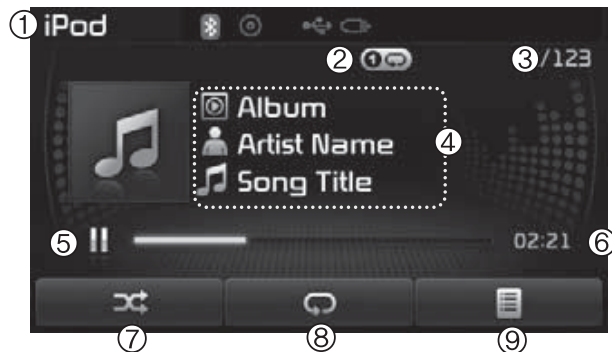 ① iPod
② 1 ③ /123
Album
Artist Name ④
Song Title
⑤ 02:21 ⑥
⑦ ⑧ ⑨